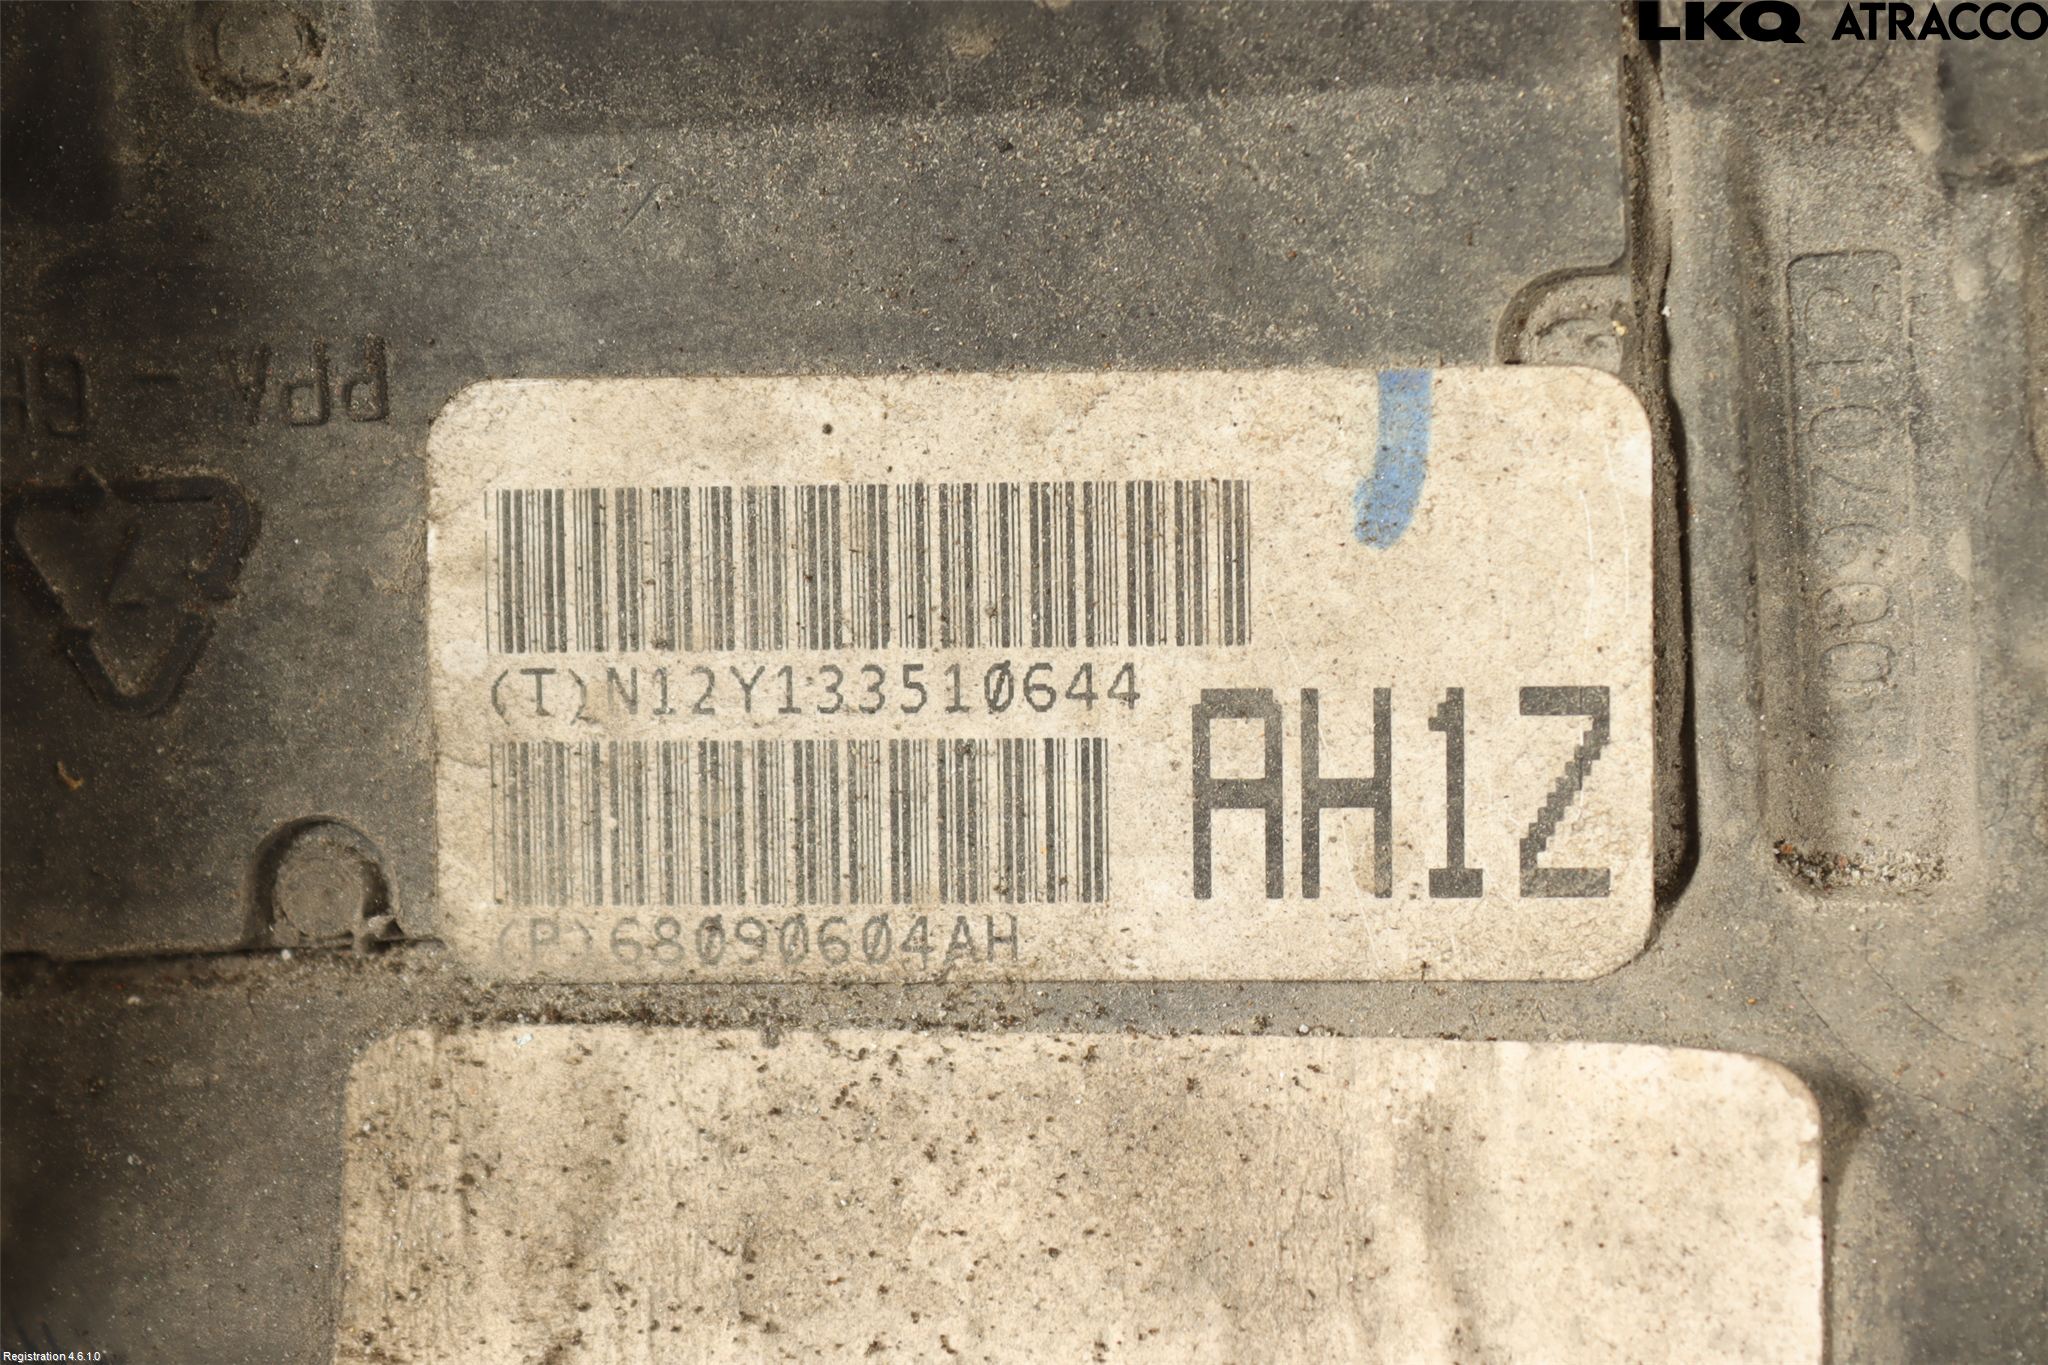 LKQ ATRACCO
(T)N12Y133510644
AH1Z
(P)68090604AH
PPA - GF
Registration 4.6.1.0